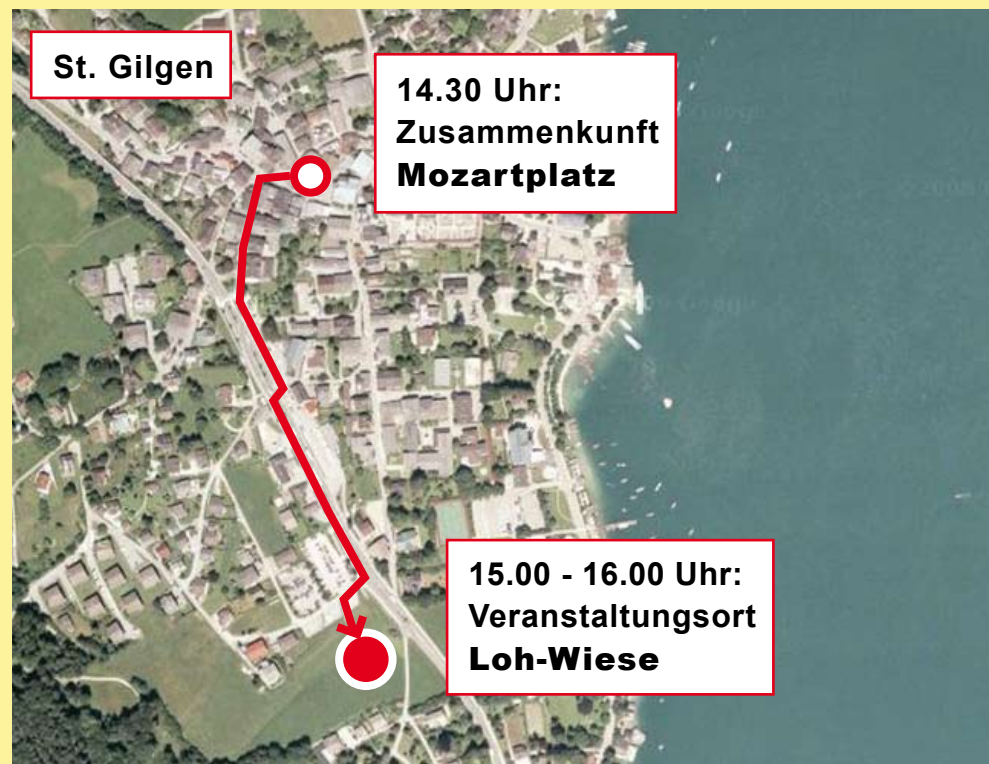 St. Gilgen
14.30 Uhr:
Zusammenkunft
Mozartplatz
15.00 - 16.00 Uhr:
Veranstaltungsort
Loh-Wiese